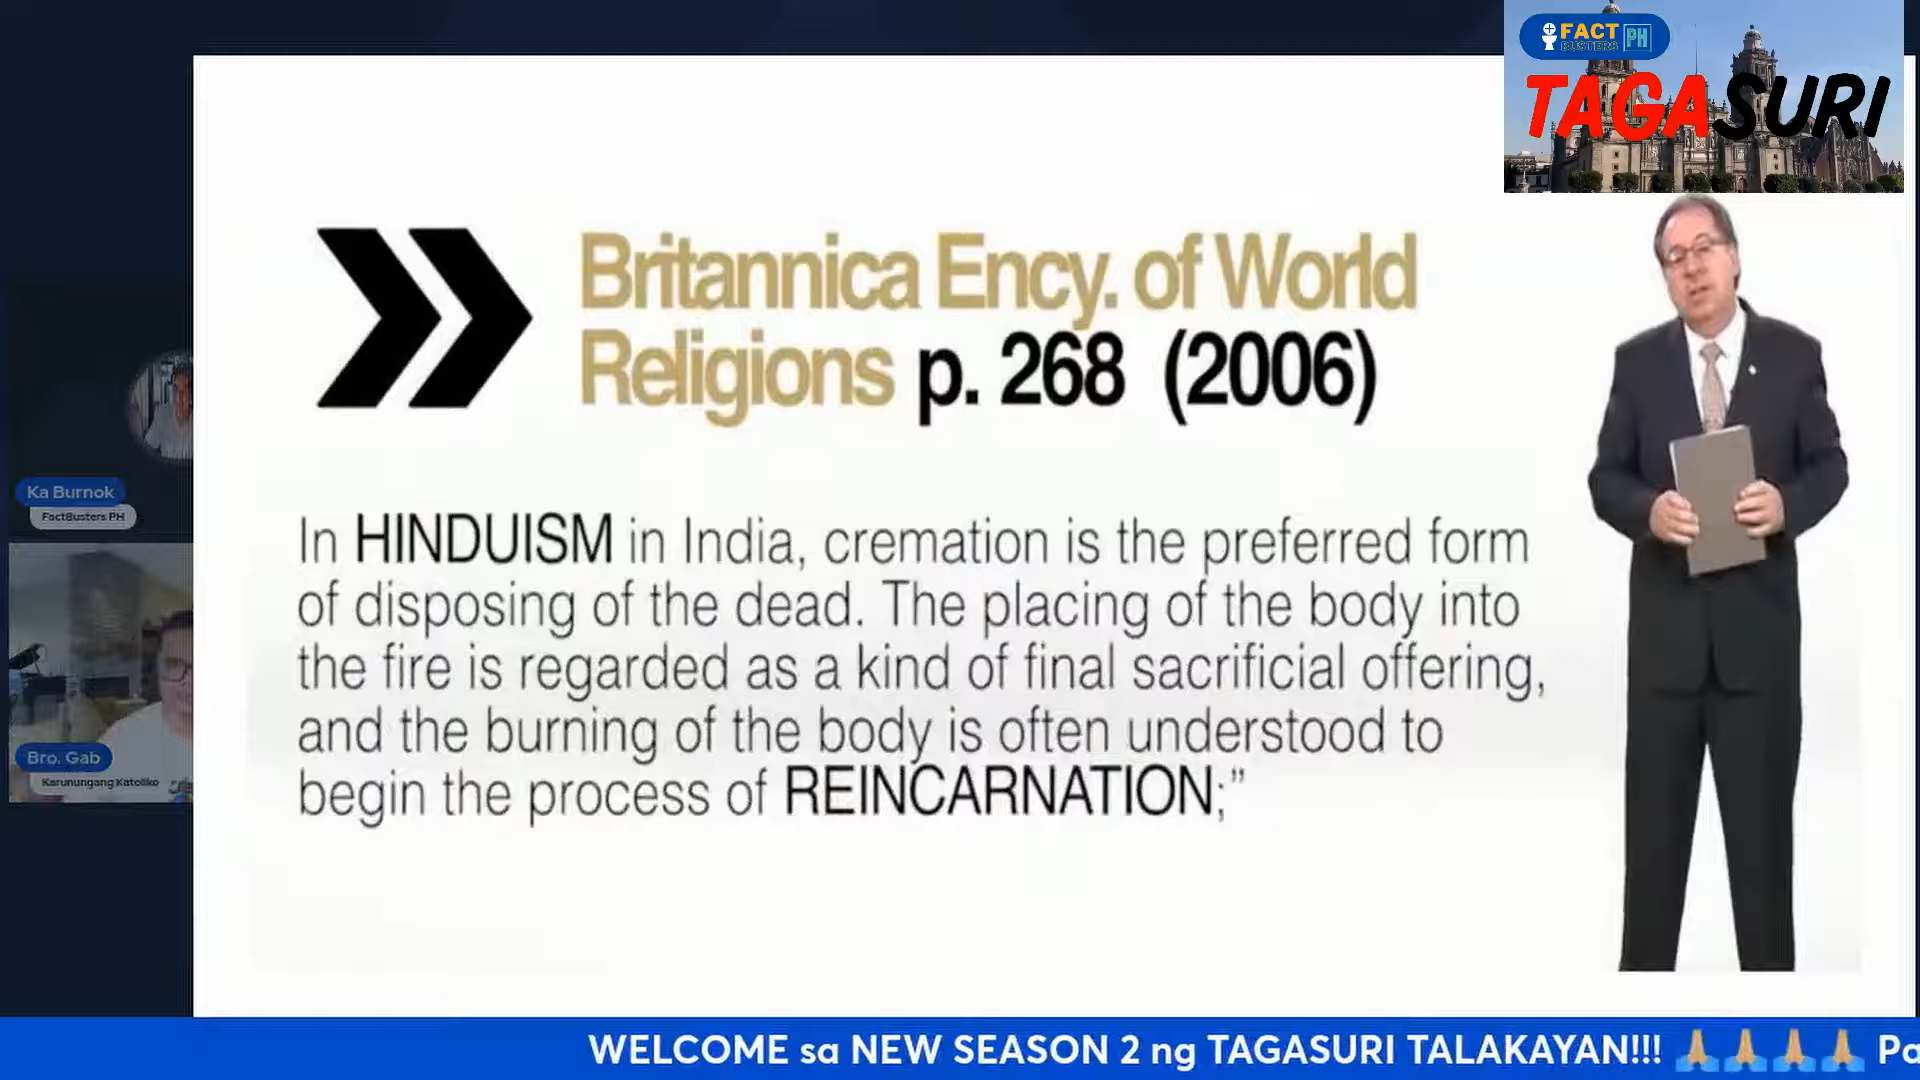 FACT
BUSTERS
PH
TAGASURI
Britannica Ency. of World
Religions p. 268 (2006)
In HINDUISM in India, cremation is the preferred form
of disposing of the dead. The placing of the body into
the fire is regarded as a kind of final sacrificial offering,
and the burning of the body is often understood to
begin the process of REINCARNATION;”
Ka Burnok
FactBusters PH
Bro. Gab
Karunungang Katoliko
WELCOME sa NEW SEASON 2 ng TAGASURI TALAKAYAN!!! 🙏🙏🙏🙏 Pa